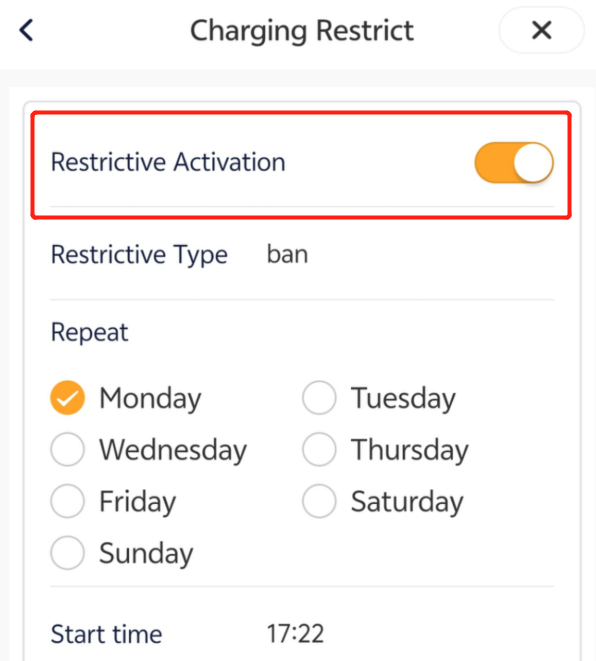 Charging Restrict
Restrictive Activation
Restrictive Type ban
Repeat
Monday Tuesday
Wednesday Thursday
Friday Saturday
Sunday
Start time 17:22